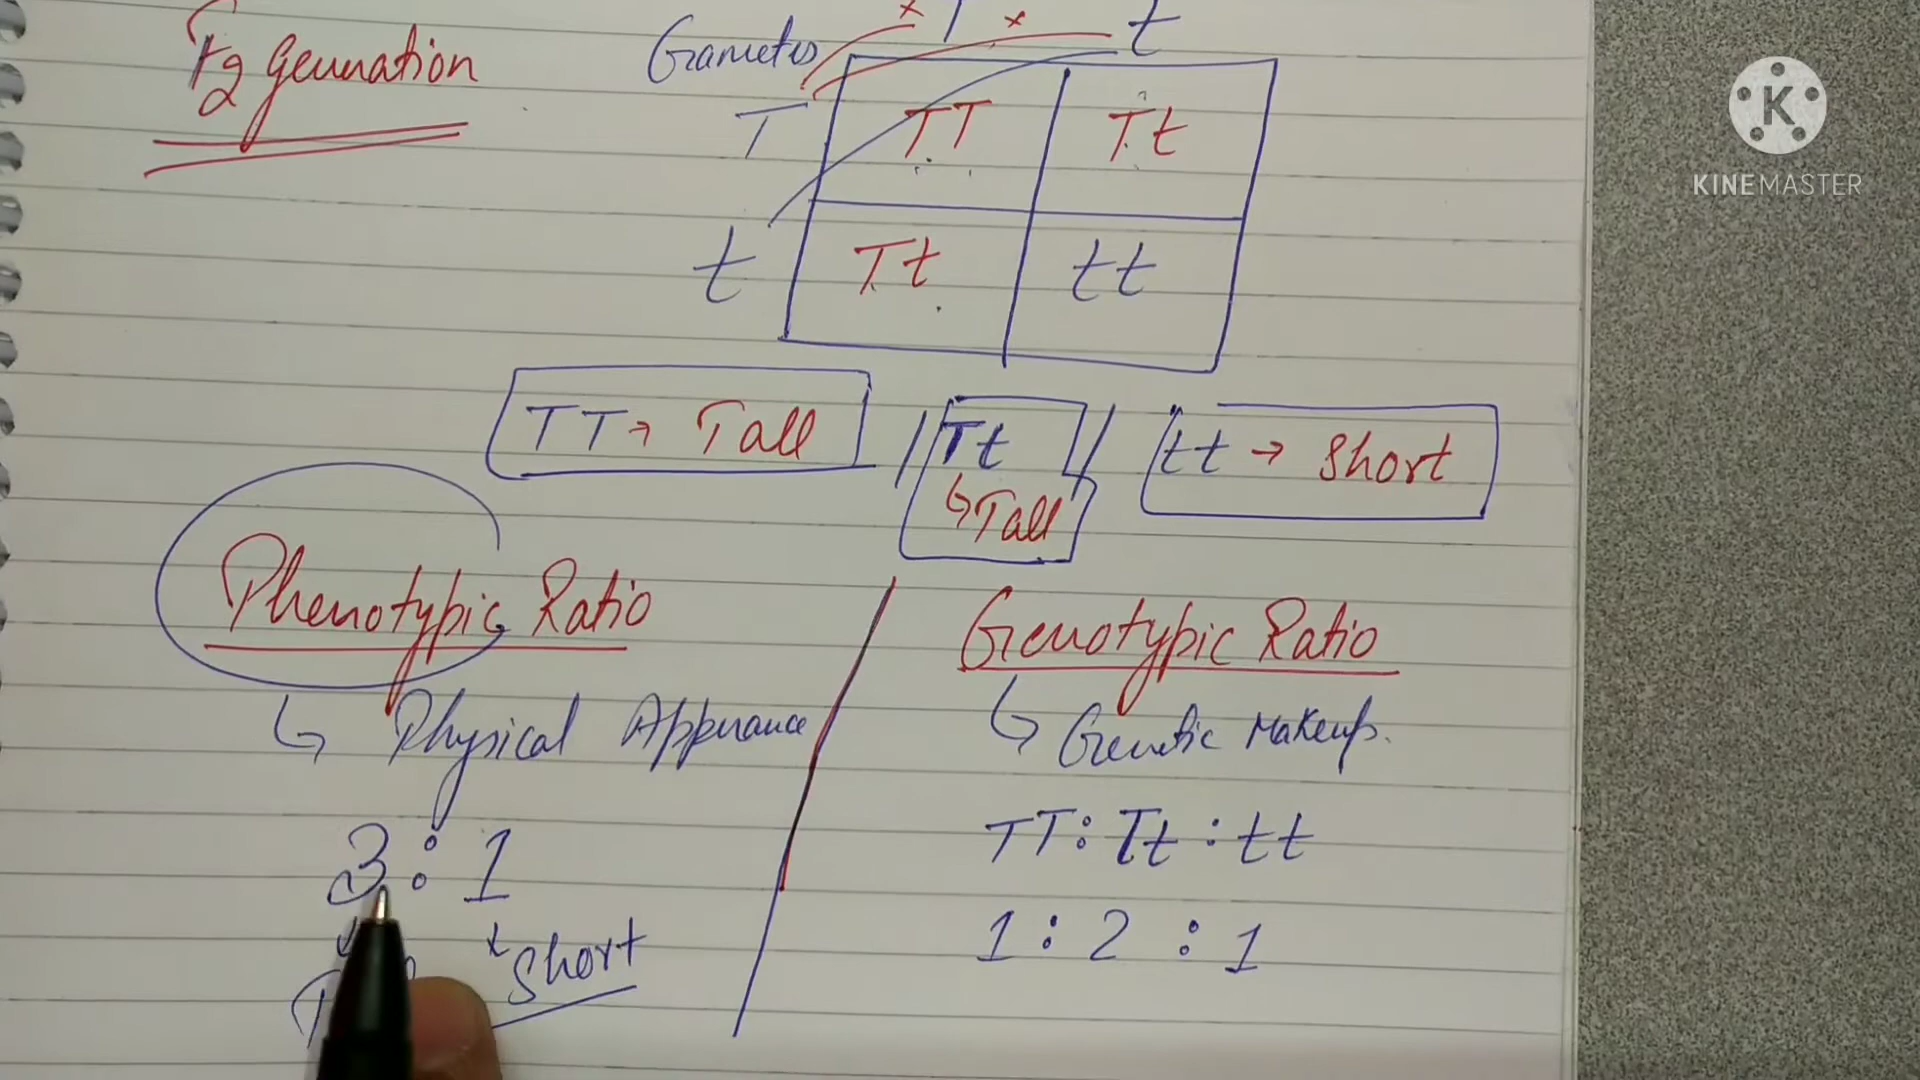 F2 Generation
Gametes T t
T TT Tt
t Tt tt
TT → Tall
Tt
↳ Tall
tt → Short
Phenotypic Ratio
↳ Physical Apperance
3 : 1
Short
Genotypic Ratio
↳ Genetic Makeup.
TT : Tt : tt
1 : 2 : 1
K
KINEMASTER